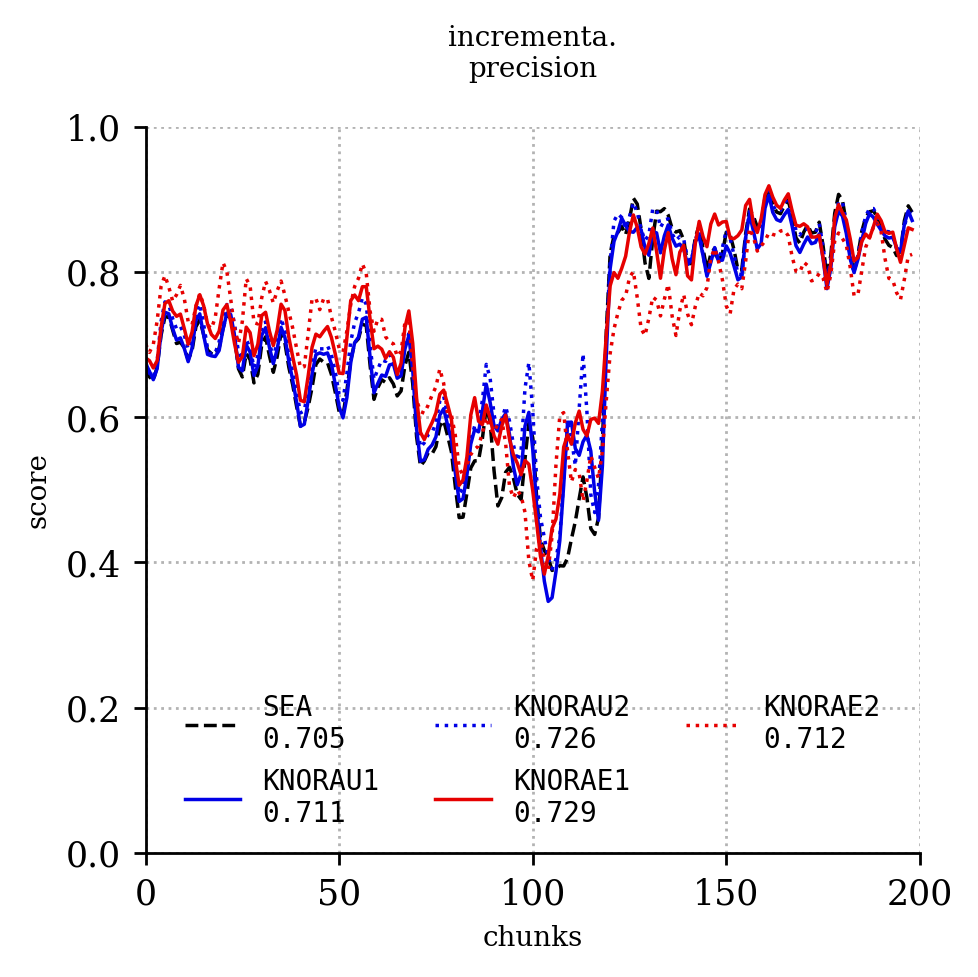 incrementa.
precision
1.0
0.8
0.6
0.4
0.2
0.0
score
SEA
0.705
KNORAU2
0.726
KNORAE2
0.712
KNORAU1
0.711
KNORAE1
0.729
0 50 100 150 200
chunks